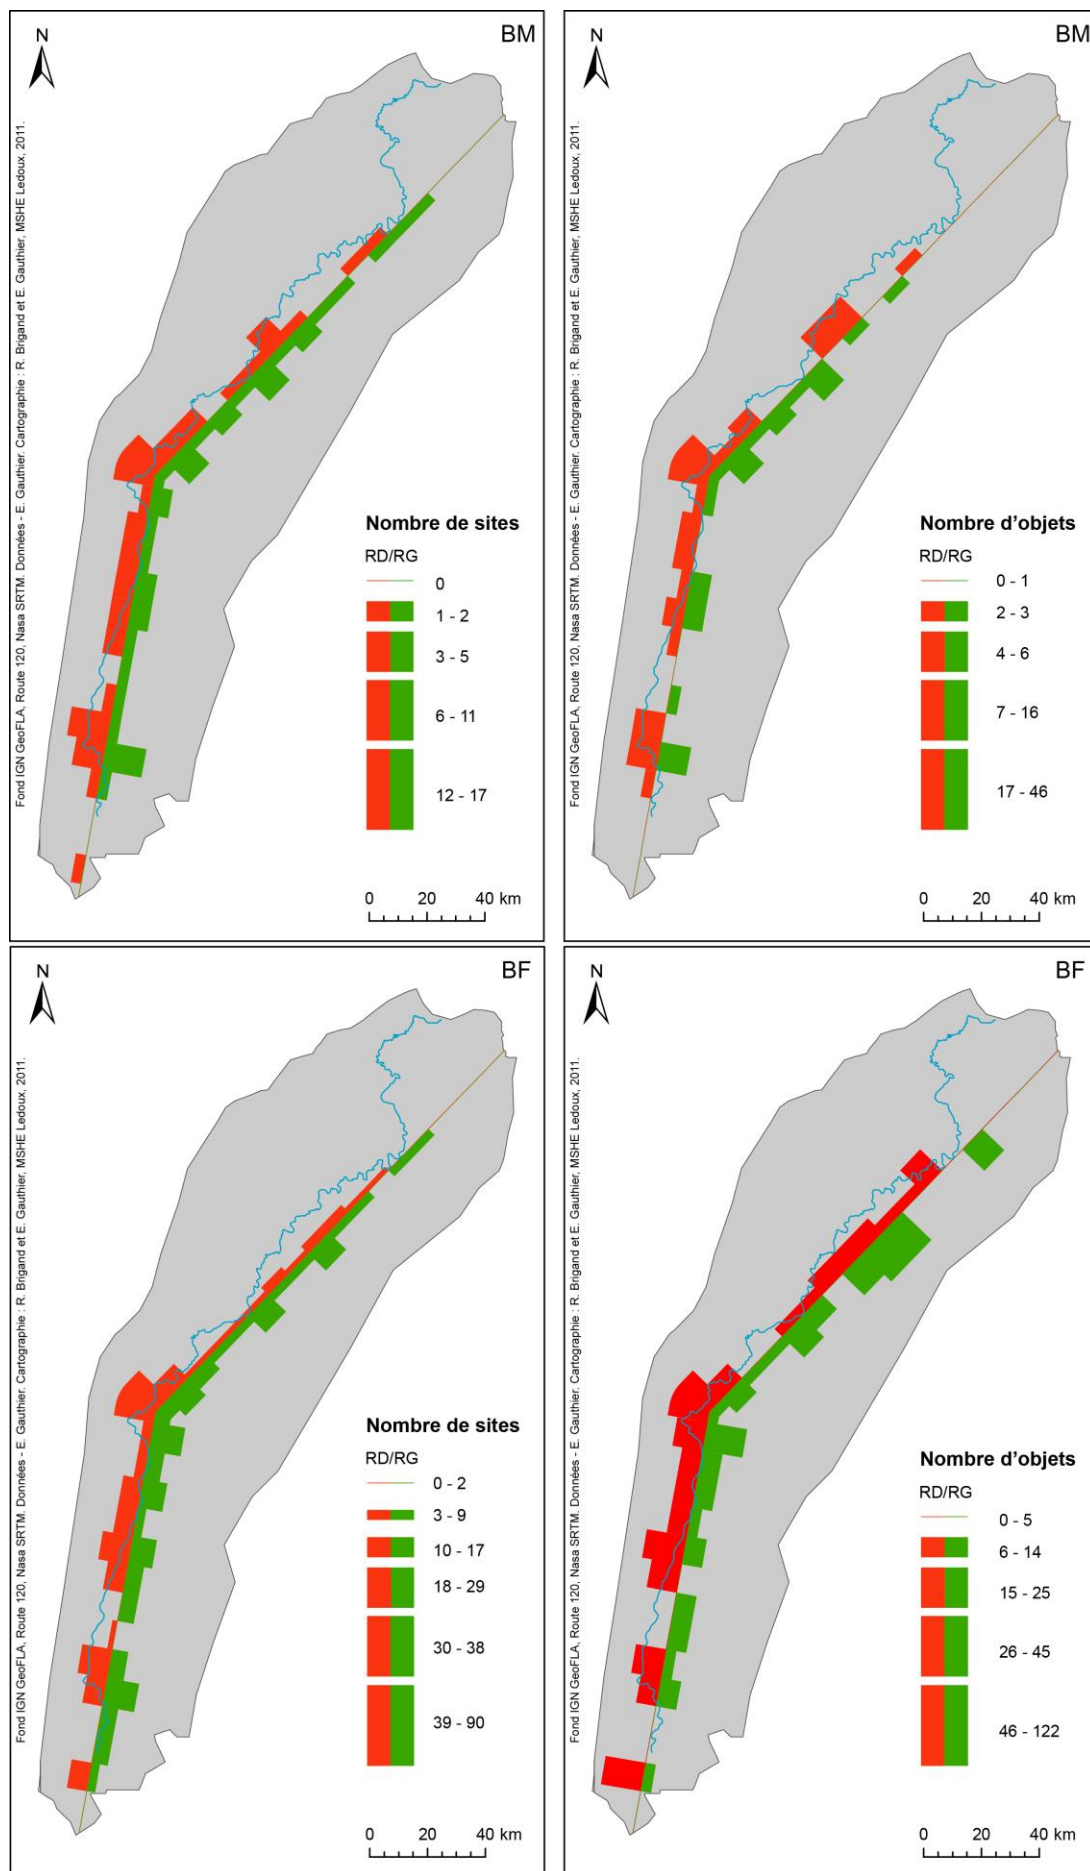 BM
N
Fond IGN GeoFLA, Route 120, Nasa SRTM. Données - E. Gauthier. Cartographie : R. Brigand et E. Gauthier, MSHE Ledoux, 2011.
Nombre de sites
RD/RG
0
1 - 2
3 - 5
6 - 11
12 - 17
0 20 40 km
BM
N
Fond IGN GeoFLA, Route 120, Nasa SRTM. Données - E. Gauthier. Cartographie : R. Brigand et E. Gauthier, MSHE Ledoux, 2011.
Nombre d'objets
RD/RG
0 - 1
2 - 3
4 - 6
7 - 16
17 - 46
0 20 40 km
BF
N
Fond IGN GeoFLA, Route 120, Nasa SRTM. Données - E. Gauthier. Cartographie : R. Brigand et E. Gauthier, MSHE Ledoux, 2011.
Nombre de sites
RD/RG
0 - 2
3 - 9
10 - 17
18 - 29
30 - 38
39 - 90
0 20 40 km
BF
N
Fond IGN GeoFLA, Route 120, Nasa SRTM. Données - E. Gauthier. Cartographie : R. Brigand et E. Gauthier, MSHE Ledoux, 2011.
Nombre d'objets
RD/RG
0 - 5
6 - 14
15 - 25
26 - 45
46 - 122
0 20 40 km